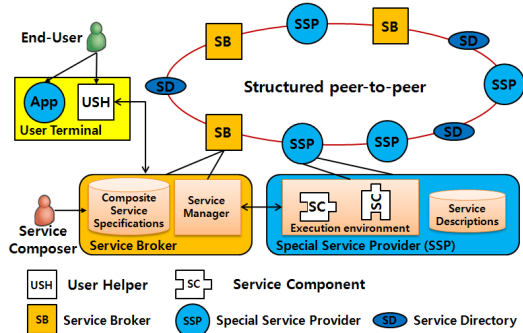 End-User
SB
SSP
SB
SD
App
USH
User Terminal
SD
Structured peer-to-peer
SSP
SB
SSP
SSP
SD
Composite
Service
Specifications
Service
Manager
Service Broker
SC
SC
Execution environment
Service
Descriptions
Special Service Provider (SSP)
Service
Composer
USH
User Helper
SC
Service Component
SB
Service Broker
SSP
Special Service Provider
SD
Service Directory